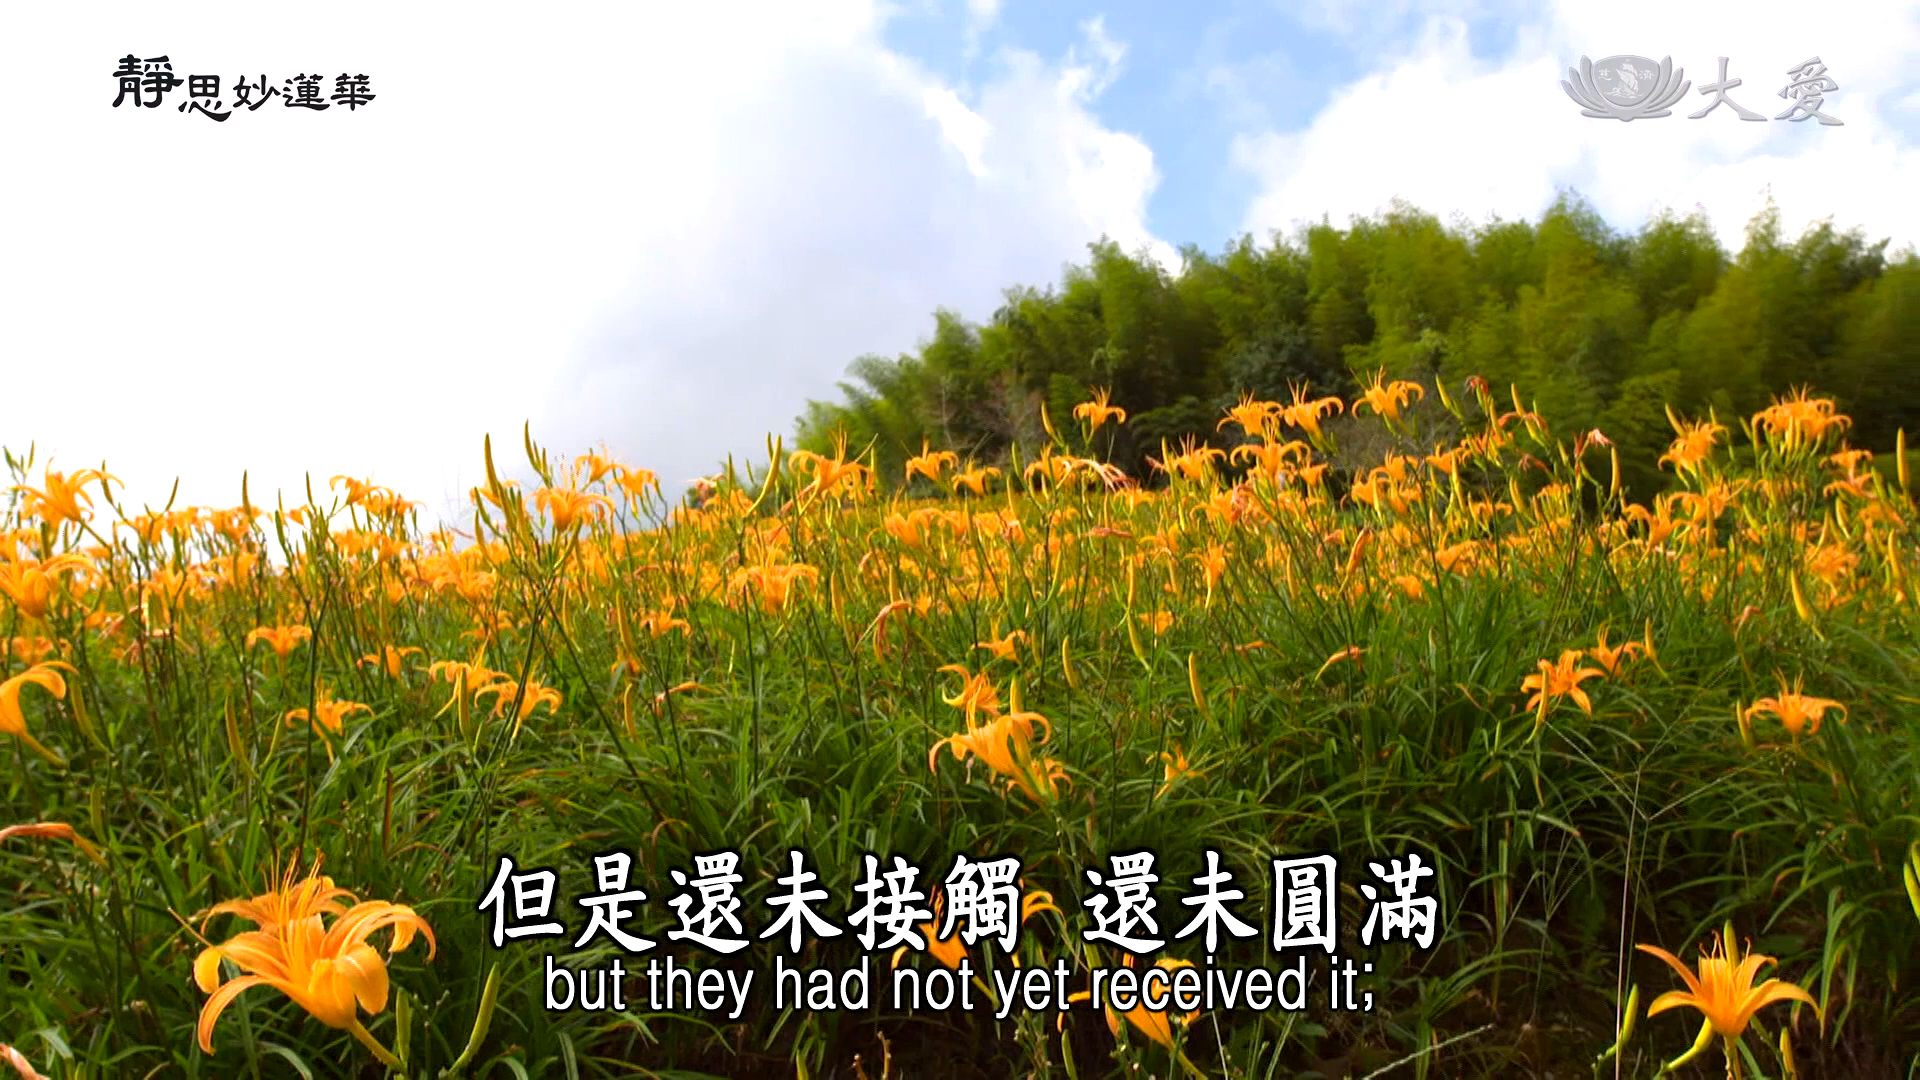 靜思妙蓮華
大愛
但是還未接觸 還未圓滿
but they had not yet received it;